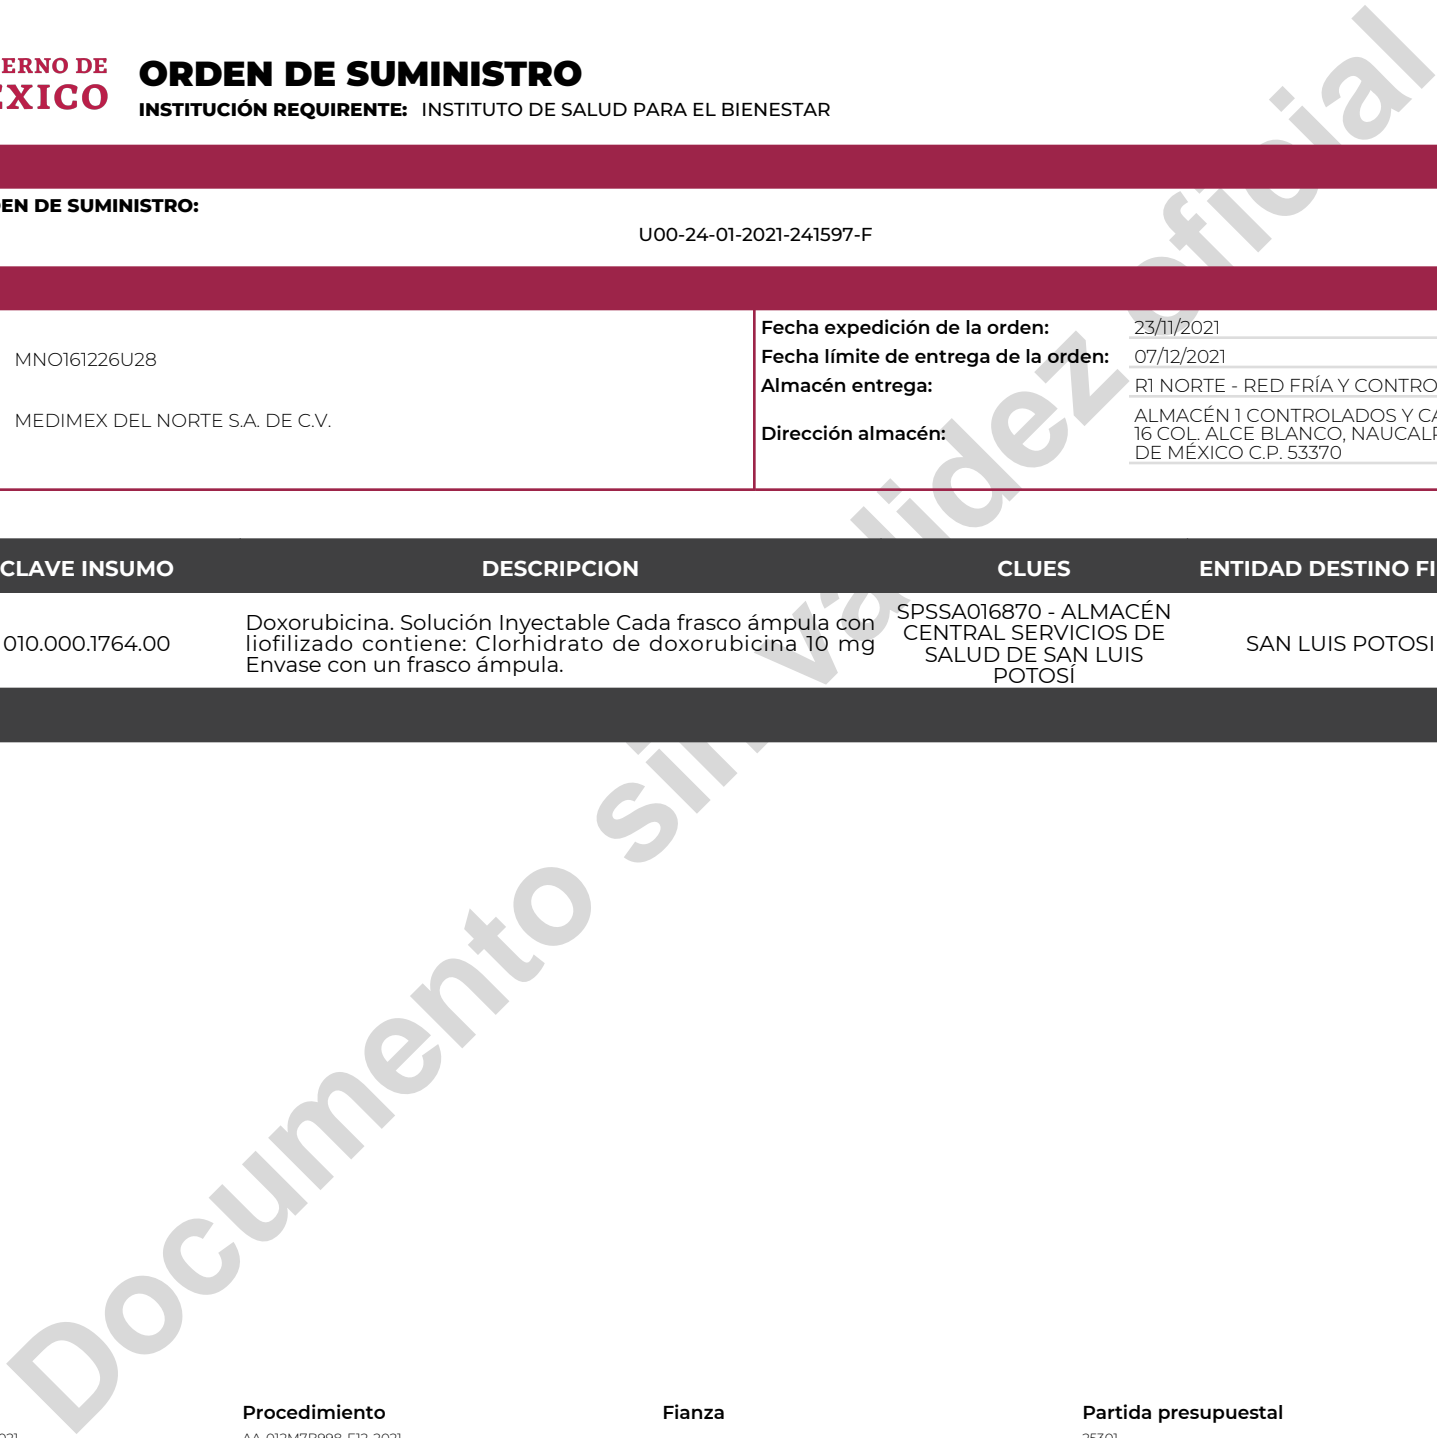 ERNO DE
ÉXICO
ORDEN DE SUMINISTRO
INSTITUCIÓN REQUIRENTE: INSTITUTO DE SALUD PARA EL BIENESTAR
EN DE SUMINISTRO:
U00-24-01-2021-241597-F
MNO161226U28
MEDIMEX DEL NORTE S.A. DE C.V.
Fecha expedición de la orden: 23/11/2021
Fecha límite de entrega de la orden: 07/12/2021
Almacén entrega: R1 NORTE - RED FRÍA Y CONTRO
Dirección almacén:
ALMACÉN 1 CONTROLADOS Y CA
16 COL. ALCE BLANCO, NAUCALP
DE MÉXICO C.P. 53370
CLAVE INSUMO DESCRIPCION CLUES ENTIDAD DESTINO FI
010.000.1764.00
Doxorubicina. Solución Inyectable Cada frasco ámpula con
liofilizado contiene: Clorhidrato de doxorubicina 10 mg
Envase con un frasco ámpula.
SPSSA016870 - ALMACÉN
CENTRAL SERVICIOS DE
SALUD DE SAN LUIS
POTOSÍ
SAN LUIS POTOSI
Documento sin validez oficial
Procedimiento Fianza Partida presupuestal